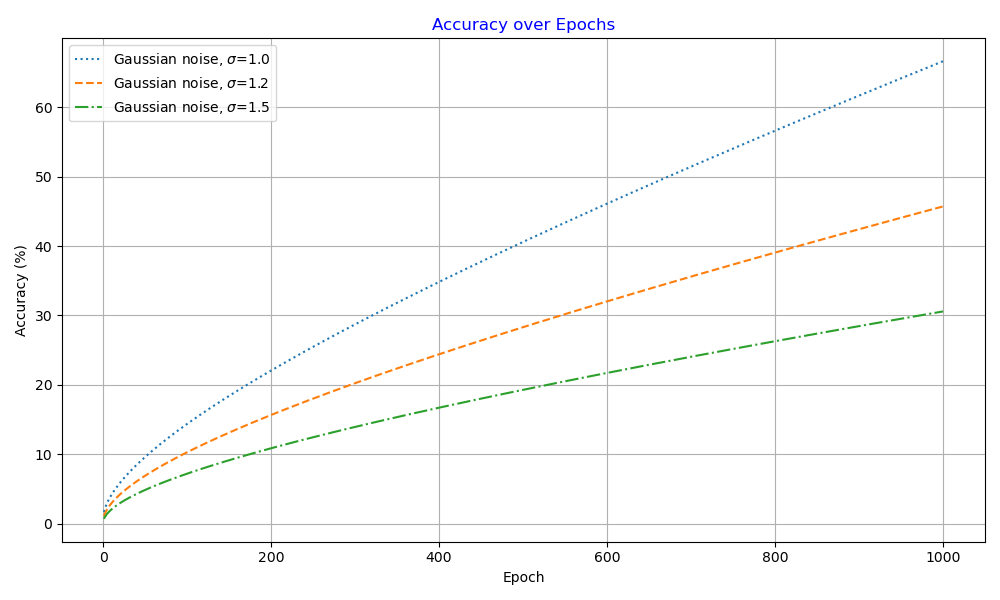 Accuracy over Epochs
Gaussian noise, σ=1.0
Gaussian noise, σ=1.2
Gaussian noise, σ=1.5
Accuracy (%)
60
50
40
30
20
10
0
0 200 400 600 800 1000
Epoch